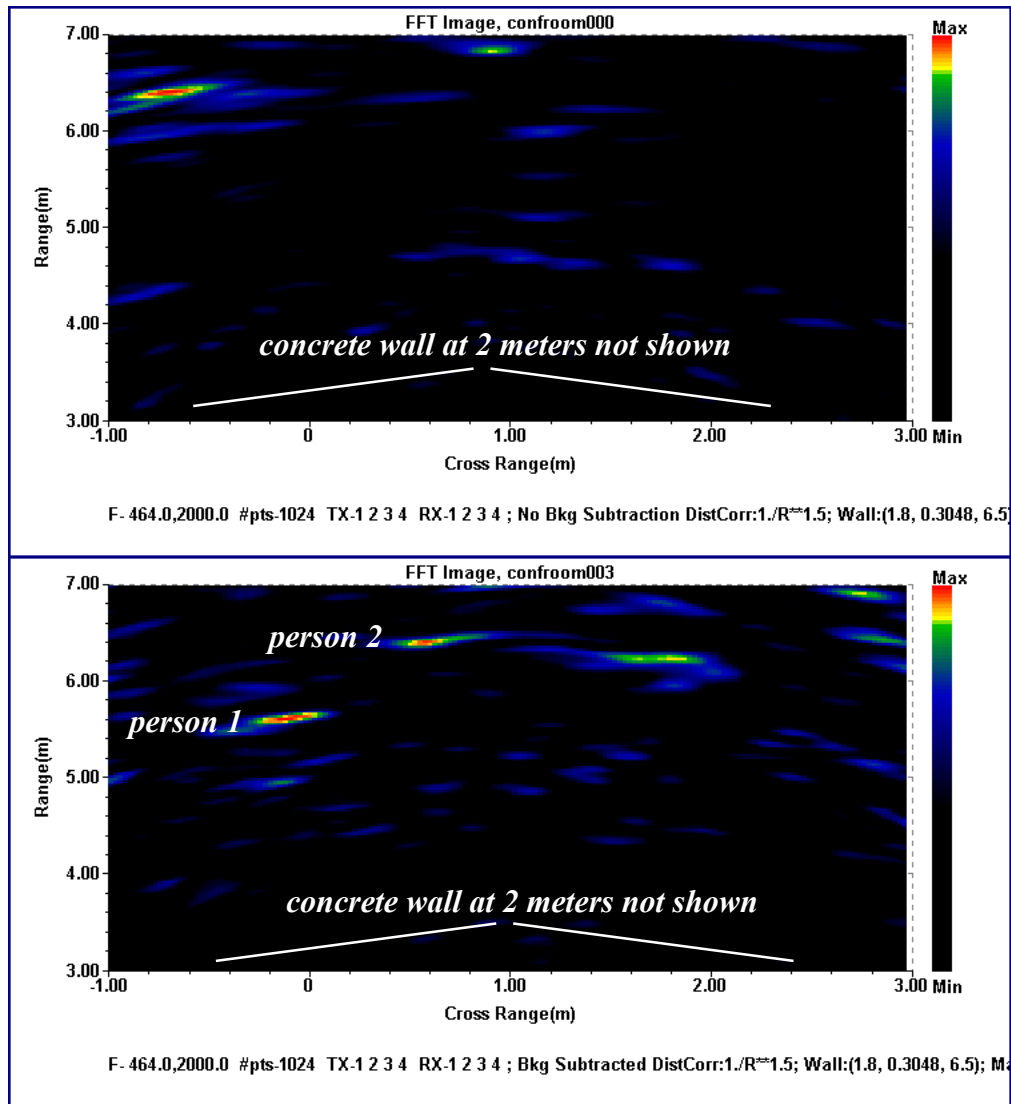 FFT Image, confroom000
Max
7.00
6.00
Range(m)
5.00
4.00
concrete wall at 2 meters not shown
3.00
Min
-1.00 0 1.00 2.00 3.00
Cross Range(m)
F- 464.0,2000.0 #pts-1024 TX-1 2 3 4 RX-1 2 3 4 ; No Bkg Subtraction DistCorr:1./R**1.5; Wall:(1.8, 0.3048, 6.5)
FFT Image, confroom003
Max
7.00
person 2
6.00
person 1
Range(m)
5.00
4.00
concrete wall at 2 meters not shown
3.00
Min
-1.00 0 1.00 2.00 3.00
Cross Range(m)
F- 464.0,2000.0 #pts-1024 TX-1 2 3 4 RX-1 2 3 4 ; Bkg Subtracted DistCorr:1./R**1.5; Wall:(1.8, 0.3048, 6.5);